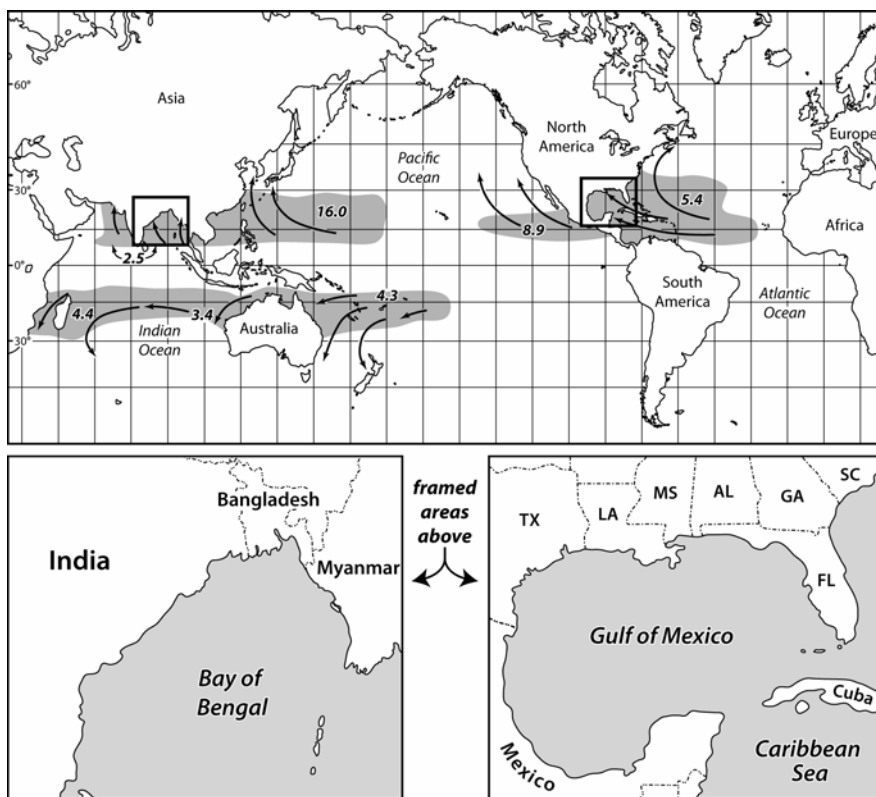 60°
Asia
North
America
Europe
Pacific
Ocean
30°
16.0
5.4
8.9
Africa
2.5
0°
0°
South
America
Atlantic
Ocean
4.4
3.4
4.3
Indian
Ocean
Australia
30°
India
Bangladesh
Myanmar
Bay of
Bengal
framed
areas
above
TX
LA
MS
AL
GA
SC
FL
Gulf of Mexico
Cuba
Mexico
Caribbean
Sea